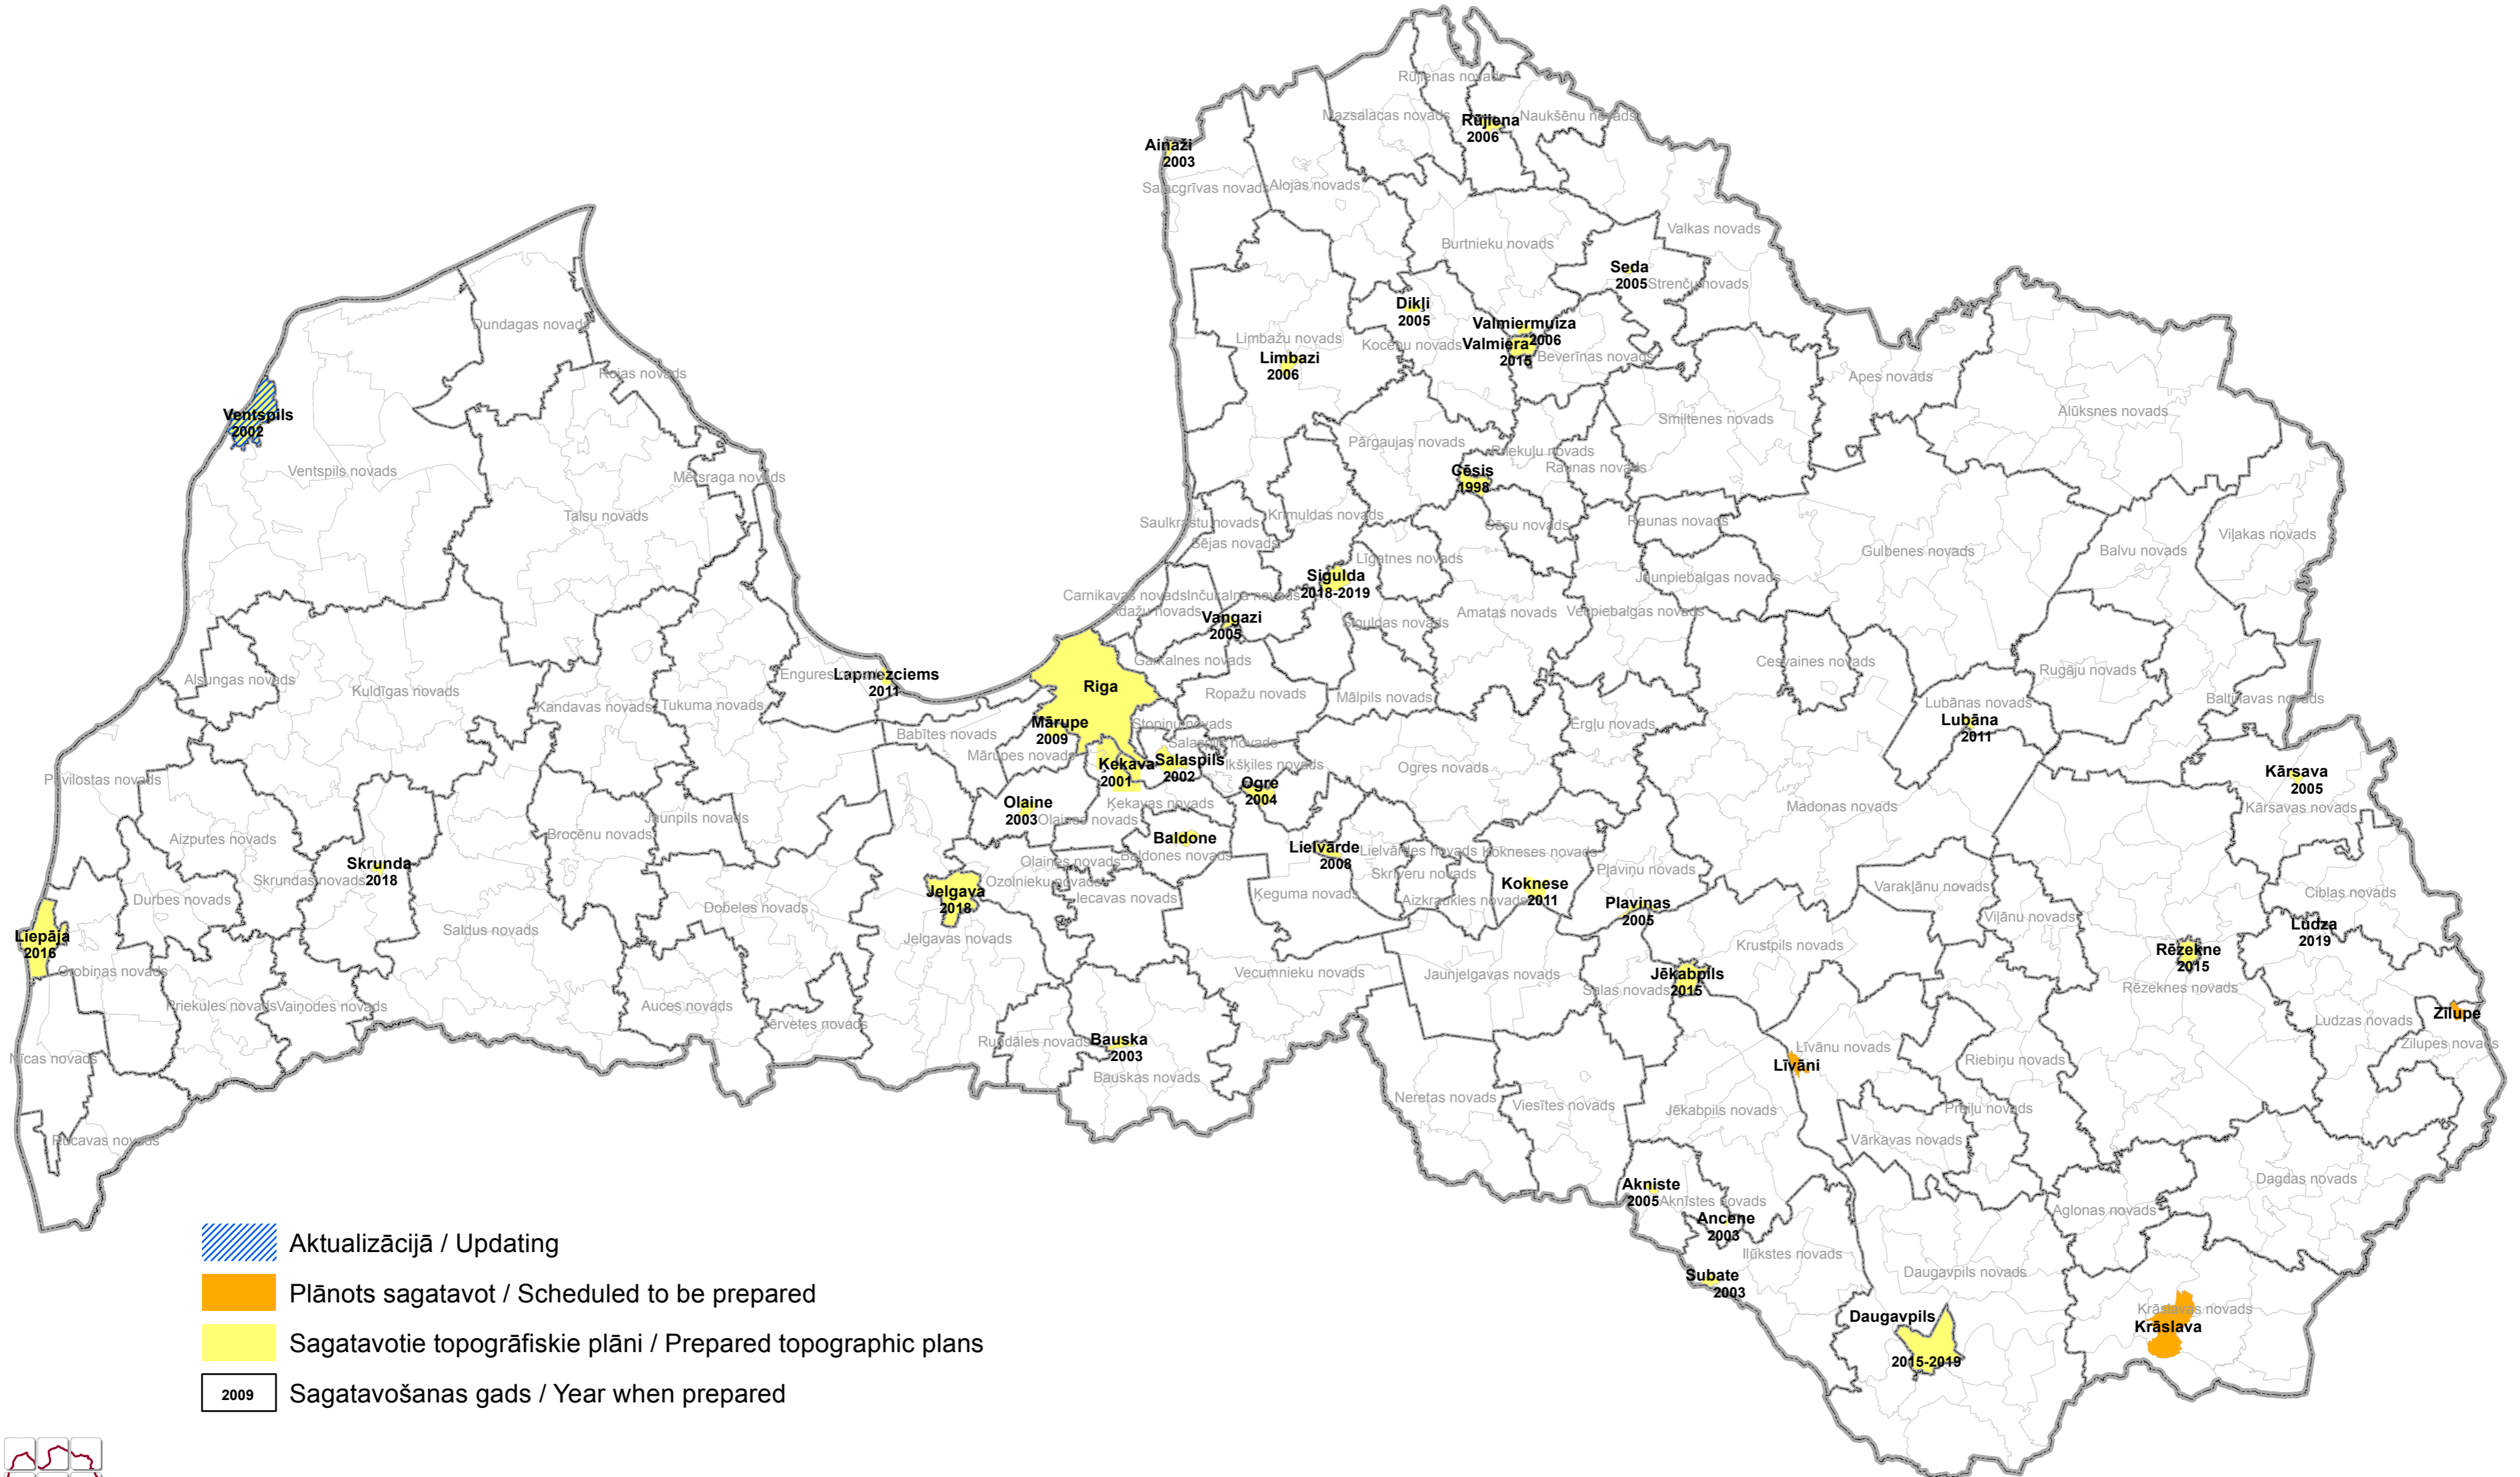 Rūjienas novads
Mazsalacas novads
Rūjiena
2006
Naukšēnu novads
Ainaži
2003
Salacgrīvas novads
Alojas novads
Burtnieku novads
Valkas novads
Seda
2005
Strenču novads
Dikļi
2005
Valmiermuiža
2006
Valmiera
2015
Kocēnu novads
Beverīnas novads
Limbažu novads
Limbazi
2006
Dundagas novads
Rojas novads
Ventspils
2002
Ventspils novads
Mērsraga novads
Talsu novads
Apes novads
Alūksnes novads
Smiltenes novads
Pārgaujas novads
Priekuļu novads
Raunas novads
Cēsis
1998
Cēsu novads
Raunas novads
Saulkrastu novads
Krimuldas novads
Sējas novads
Līgatnes novads
Gulbenes novads
Balvu novads
Viļakas novads
Jaunpiebalgas novads
Sigulda
2018-2019
Carnikavas novads
Inčukalna novads
Ādažu novads
Vangazi
2005
Siguldas novads
Amatas novads
Vecpiebalgas novads
Garkalnes novads
Cesvaines novads
Rugāju novads
Alsungas novads
Kuldīgas novads
Kandavas novads
Tukuma novads
Engures novads
Lapmezciems
2011
Riga
Ropažu novads
Mālpils novads
Lubānas novads
Lubāna
2011
Baltinavas novads
Mārupe
2009
Babītes novads
Mārupes novads
Stopiņu novads
Salaspils novads
Ērgļu novads
Ķekava
2001
Salaspils
2002
Ikšķiles novads
Ogres novads
Ogre
2004
Kārsava
2005
Kārsavas novads
Pāvilostas novads
Aizputes novads
Brocēnu novads
Jaunpils novads
Olaine
2003
Olaines novads
Ķekavas novads
Madonas novads
Baldone
Baldones novads
Lielvārde
2008
Lielvārdes novads
Kokneses novads
Skrunda
2018
Skrundas novads
Olaines novads
Ozolnieku novads
Iecavas novads
Jelgava
2018
Ķeguma novads
Skrīveru novads
Aizkraukles novads
Koknese
2011
Pļaviņu novads
Plavinas
2005
Varakļānu novads
Viļānu novads
Ciblas novads
Ludza
2019
Durbes novads
Dobeles novads
Saldus novads
Liepāja
2016
Grobiņas novads
Jelgavas novads
Krustpils novads
Rēzekne
2015
Rēzeknes novads
Priekules novads
Vaiņodes novads
Auces novads
Tērvetes novads
Vecumnieku novads
Jaunjelgavas novads
Jēkabpils
2015
Salas novads
Zilupe
Ludzas novads
Zilupes novads
Rundāles novads
Bauska
2003
Bauskas novads
Līvānu novads
Līvāni
Riebiņu novads
Nīcas novads
Neretas novads
Viesītes novads
Jēkabpils novads
Preiļu novads
Vārkavas novads
Rucavas novads
Akniste
2005
Aknīstes novads
Ancene
2003
Ilūkstes novads
Subate
2003
Aglonas novads
Dagdas novads
Daugavpils novads
Daugavpils
2015-2019
Krāslavas novads
Krāslava
Aktualizācijā / Updating
Plānots sagatavot / Scheduled to be prepared
Sagatavotie topogrāfiskie plāni / Prepared topographic plans
2009 Sagatavošanas gads / Year when prepared